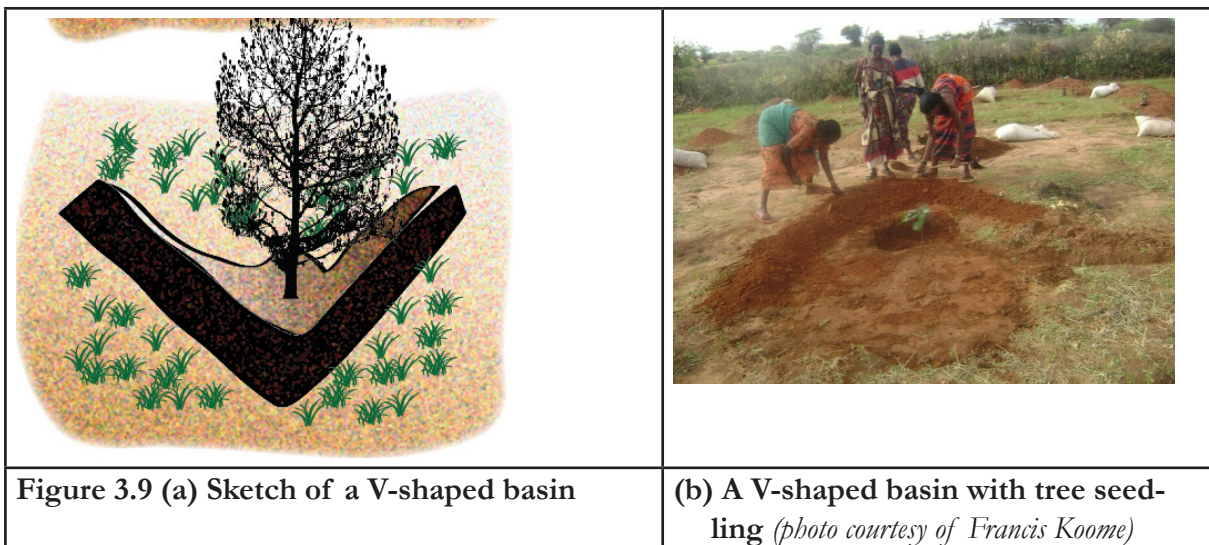 Figure 3.9 (a) Sketch of a V-shaped basin
(b) A V-shaped basin with tree seed-
ling (photo courtesy of Francis Koome)